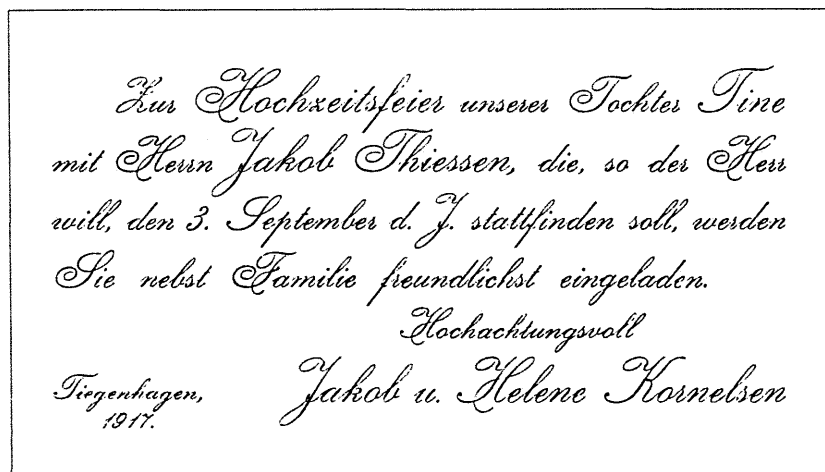 Zur Hochzeitsfeier unserer Tochter Tine
mit Herrn Jakob Thiessen, die, so der Herr
will, den 3. September d. J. stattfinden soll, werden
Sie nebst Familie freundlichst eingeladen.
Hochachtungsvoll
Jakob u. Helene Kornelsen
Tiegenhagen,
1917.